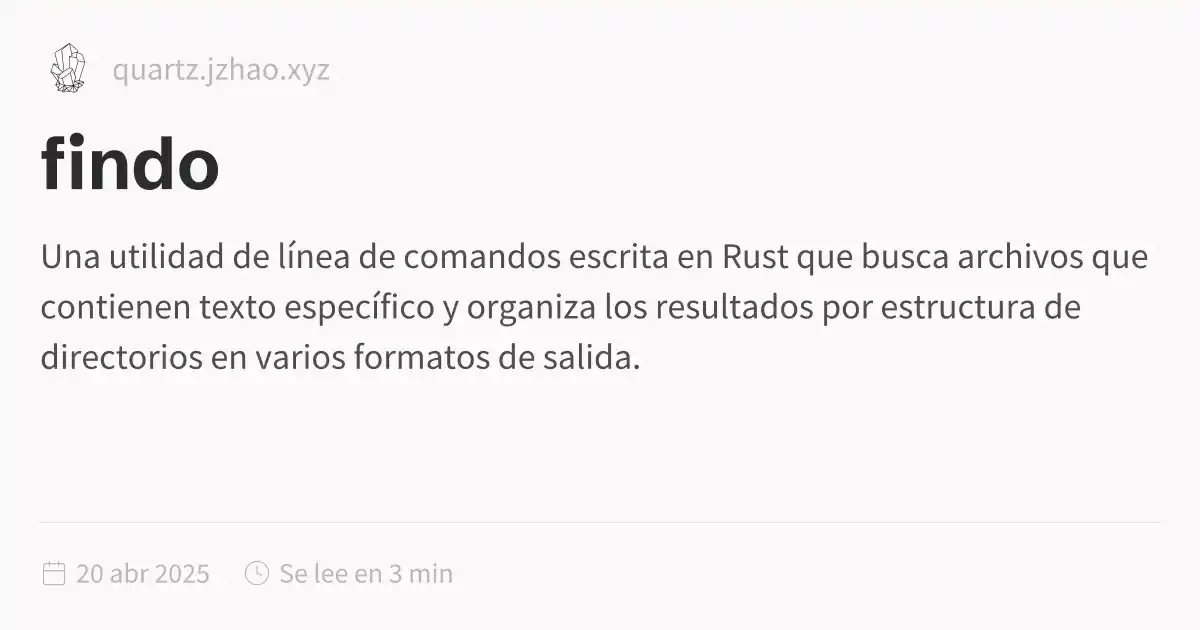 quartz.jzhao.xyz
findo
Una utilidad de línea de comandos escrita en Rust que busca archivos que
contienen texto específico y organiza los resultados por estructura de
directorios en varios formatos de salida.
20 abr 2025 Se lee en 3 min